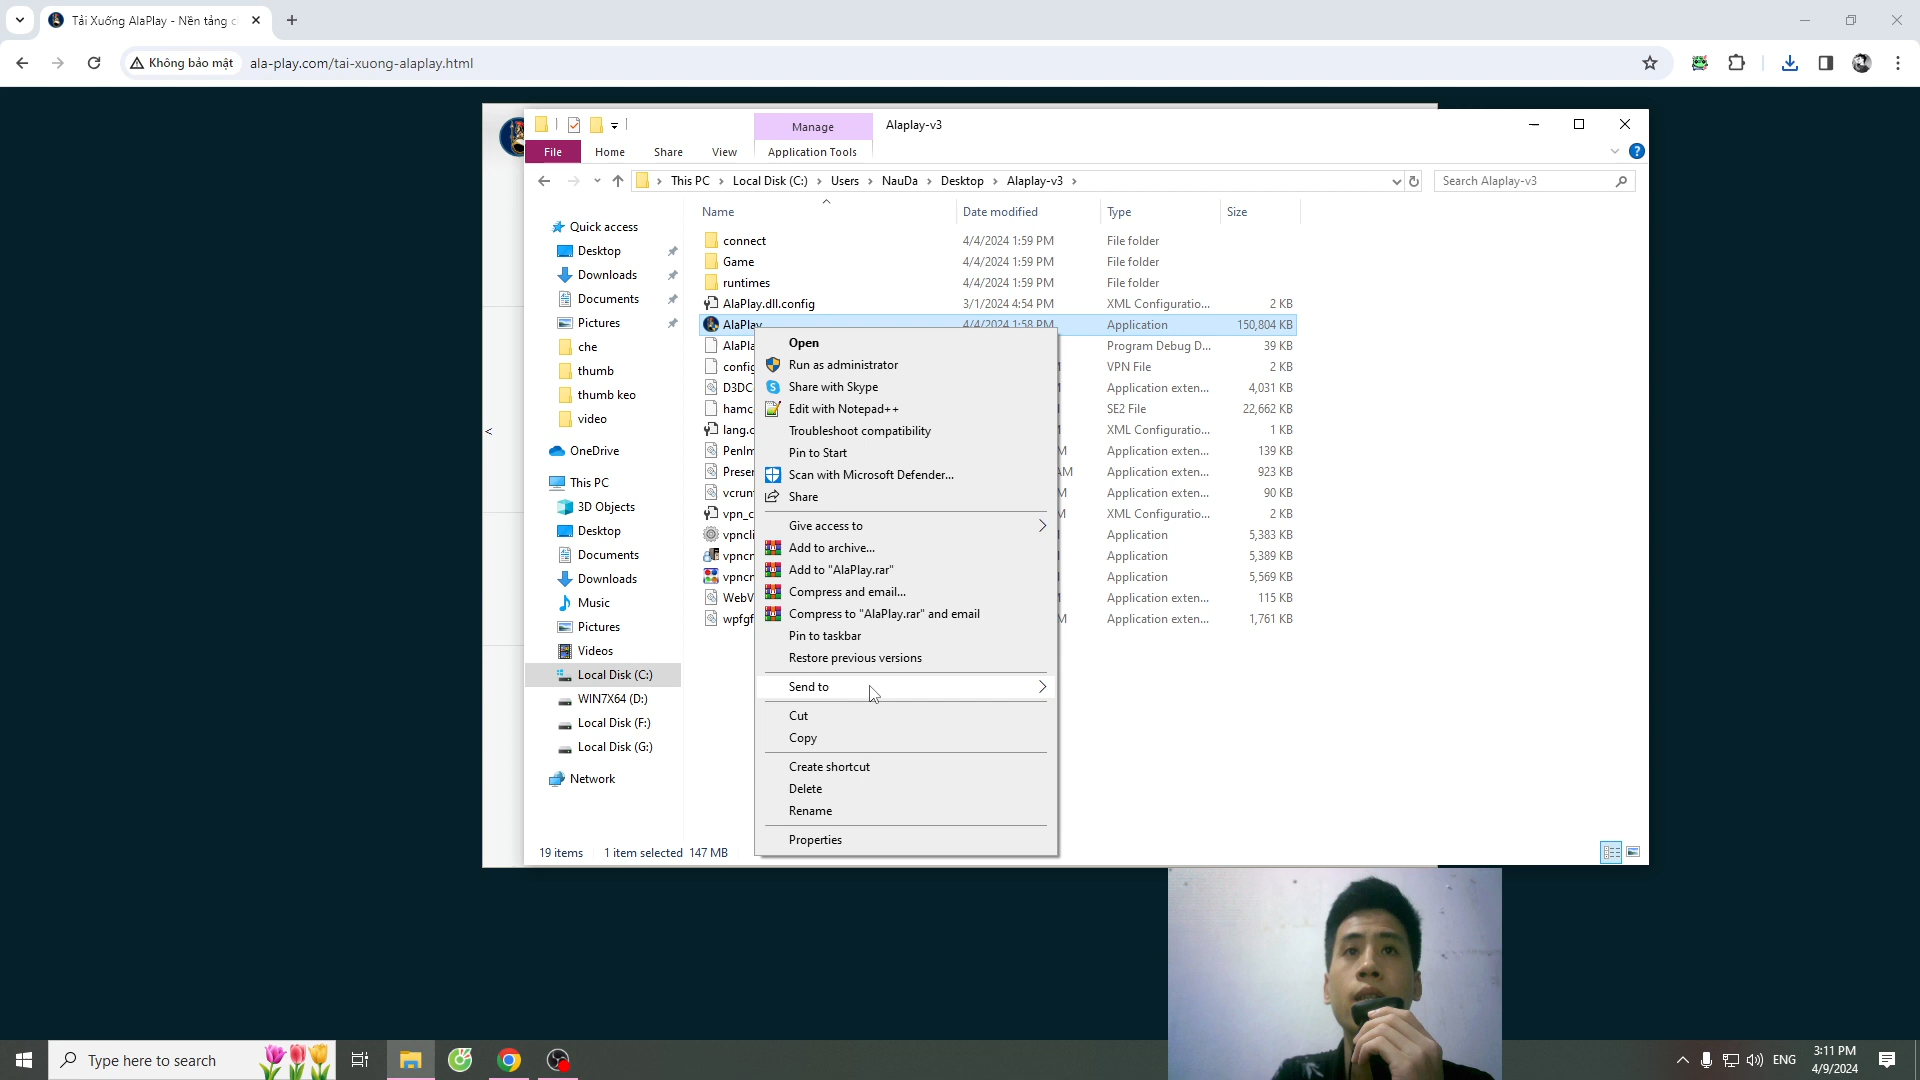 Tải Xuống AlaPlay - Nền tảng
Không bảo mật
ala-play.com/tai-xuong-alaplay.html
Manage
Alaplay-v3
File
Home
Share
View
Application Tools
This PC
Local Disk (C:)
Users
NauDa
Desktop
Alaplay-v3
Search Alaplay-v3
Name
Date modified
Type
Size
Quick access
Desktop
Downloads
Documents
Pictures
che
thumb
thumb keo
video
OneDrive
This PC
3D Objects
Desktop
Documents
Downloads
Music
Pictures
Videos
Local Disk (C:)
WIN7X64 (D:)
Local Disk (F:)
Local Disk (G:)
Network
connect 4/4/2024 1:59 PM File folder
Game 4/4/2024 1:59 PM File folder
runtimes 4/4/2024 1:59 PM File folder
AlaPlay.dll.config 3/1/2024 4:54 PM XML Configuratio... 2 KB
AlaPlay 4/4/2024 1:58 PM Application 150,804 KB
Program Debug D... 39 KB
VPN File 2 KB
Application exten... 4,031 KB
SE2 File 22,662 KB
XML Configuratio... 1 KB
Application exten... 139 KB
Application exten... 923 KB
Application exten... 90 KB
XML Configuratio... 2 KB
Application 5,383 KB
Application 5,389 KB
Application 5,569 KB
Application exten... 115 KB
Application exten... 1,761 KB
Open
Run as administrator
Share with Skype
Edit with Notepad++
Troubleshoot compatibility
Pin to Start
Scan with Microsoft Defender...
Share
Give access to
Add to archive...
Add to "AlaPlay.rar"
Compress and email...
Compress to "AlaPlay.rar" and email
Pin to taskbar
Restore previous versions
Send to
Cut
Copy
Create shortcut
Delete
Rename
Properties
19 items
1 item selected 147 MB
Type here to search
ENG
3:11 PM
4/9/2024